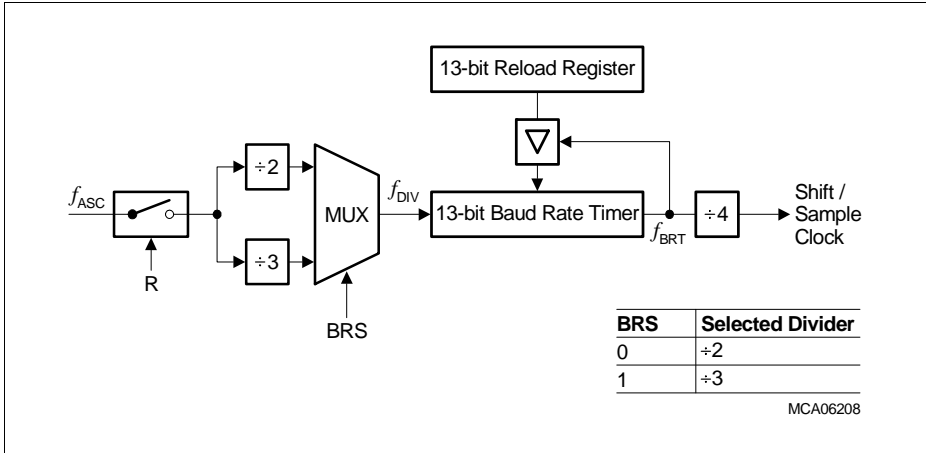 13-bit Reload Register
÷2
fASC
fDIV
MUX
13-bit Baud Rate Timer
÷4
Shift /
Sample
Clock
fBRT
÷3
R
BRS
BRS Selected Divider
0 ÷2
1 ÷3
MCA06208